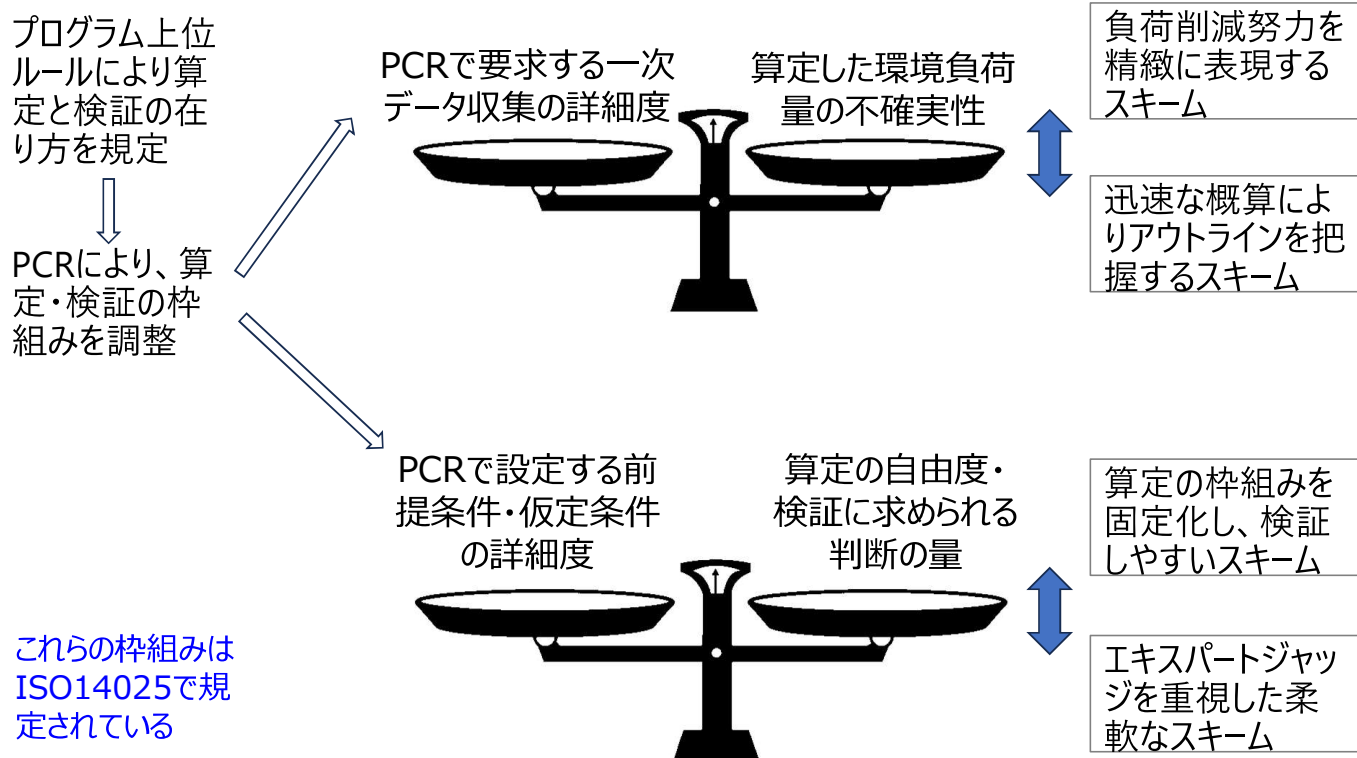 プログラム上位
ルールにより算
定と検証の在
り方を規定
PCRにより、算
定・検証の枠
組みを調整
PCRで要求する一次
データ収集の詳細度
算定した環境負荷
量の不確実性
負荷削減努力を
精緻に表現する
スキーム
迅速な概算によ
りアウトラインを把
握するスキーム
PCRで設定する前
提条件・仮定条件
の詳細度
算定の自由度・
検証に求められる
判断の量
算定の枠組みを
固定化し、検証
しやすいスキーム
エキスパートジャッ
ジを重視した柔
軟なスキーム
これらの枠組みは
ISO14025で規
定されている